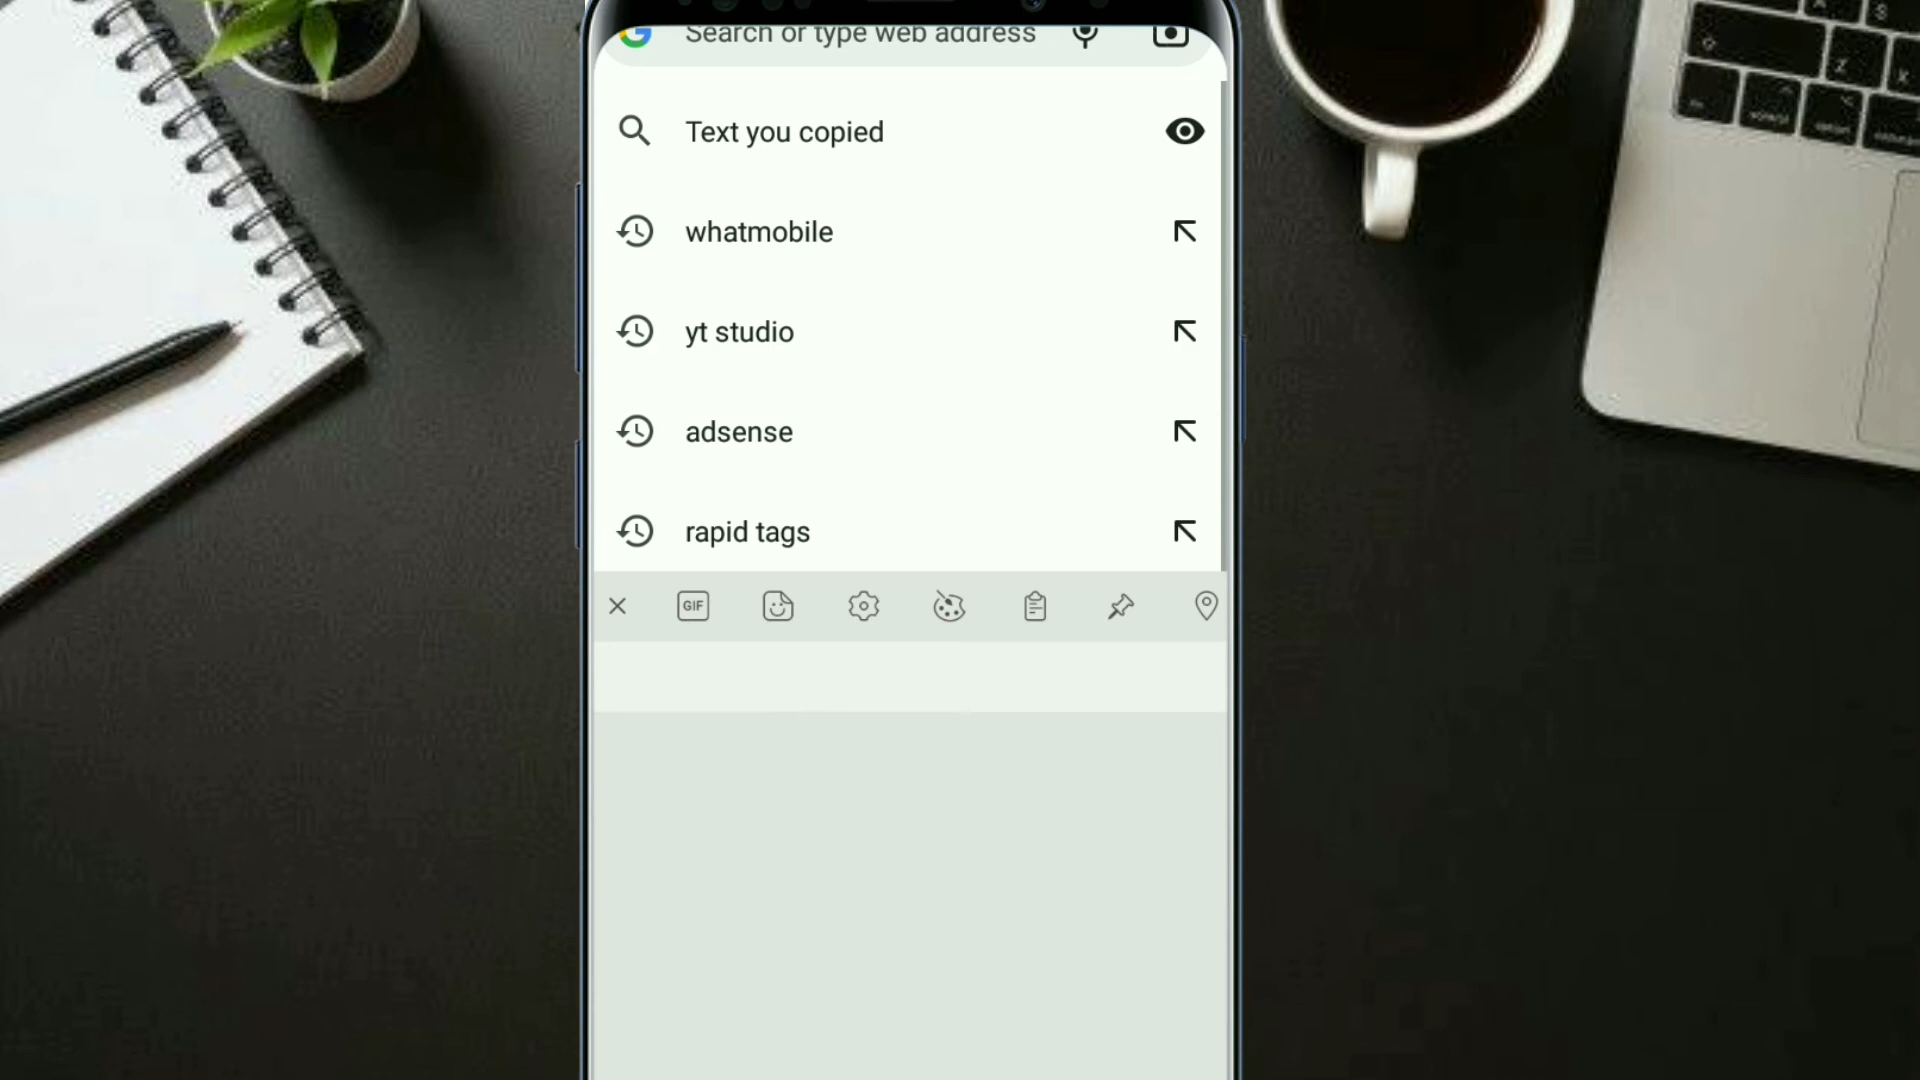 Search or type web address
Text you copied
whatmobile
yt studio
adsense
rapid tags
GIF